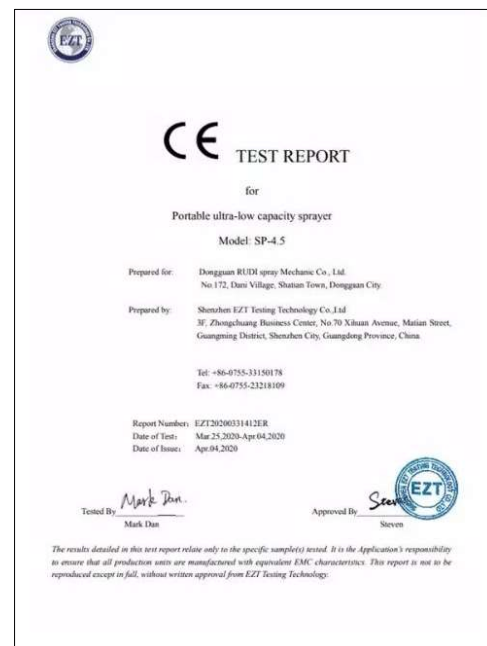 EZT
CE TEST REPORT
for
Portable ultra-low capacity sprayer
Model: SP-4.5
Prepared for: Dongguan RUDI spray Mechanic Co., Ltd.
No.172, Dani Village, Shatian Town, Dongguan City.
Prepared by: Shenzhen EZT Testing Technology Co.,Ltd
3F, Zhongchuang Business Center, No.70 Xihuan Avenue, Matian Street,
Guangming District, Shenzhen City, Guangdong Province, China.
Tel: +86-0755-33150178
Fax: +86-0755-23218109
Report Number: EZT20200331412ER
Date of Test: Mar.25,2020-Apr.04,2020
Date of Issue: Apr.04,2020
Mark Dan.
Steven
EZT
Tested By
Approved By
Mark Dan
Steven
The results detailed in this test report relate only to the specific sample(s) tested. It is the Application's responsibility
to ensure that all production units are manufactured with equivalent EMC characteristics. This report is not to be
reproduced except in full, without written approval from EZT Testing Technology.